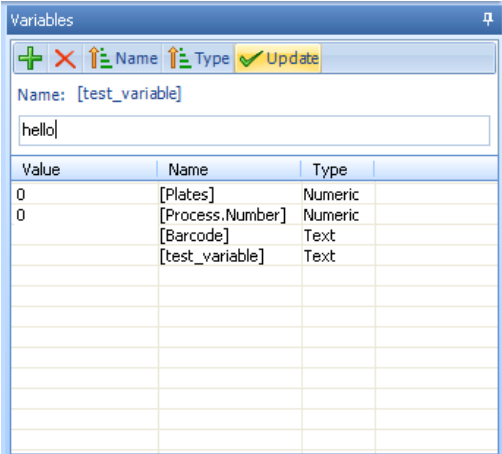 Variables
Name Type Update
Name: [test_variable]
hello
Value Name Type
0 [Plates] Numeric
0 [Process.Number] Numeric
[Barcode] Text
[test_variable] Text